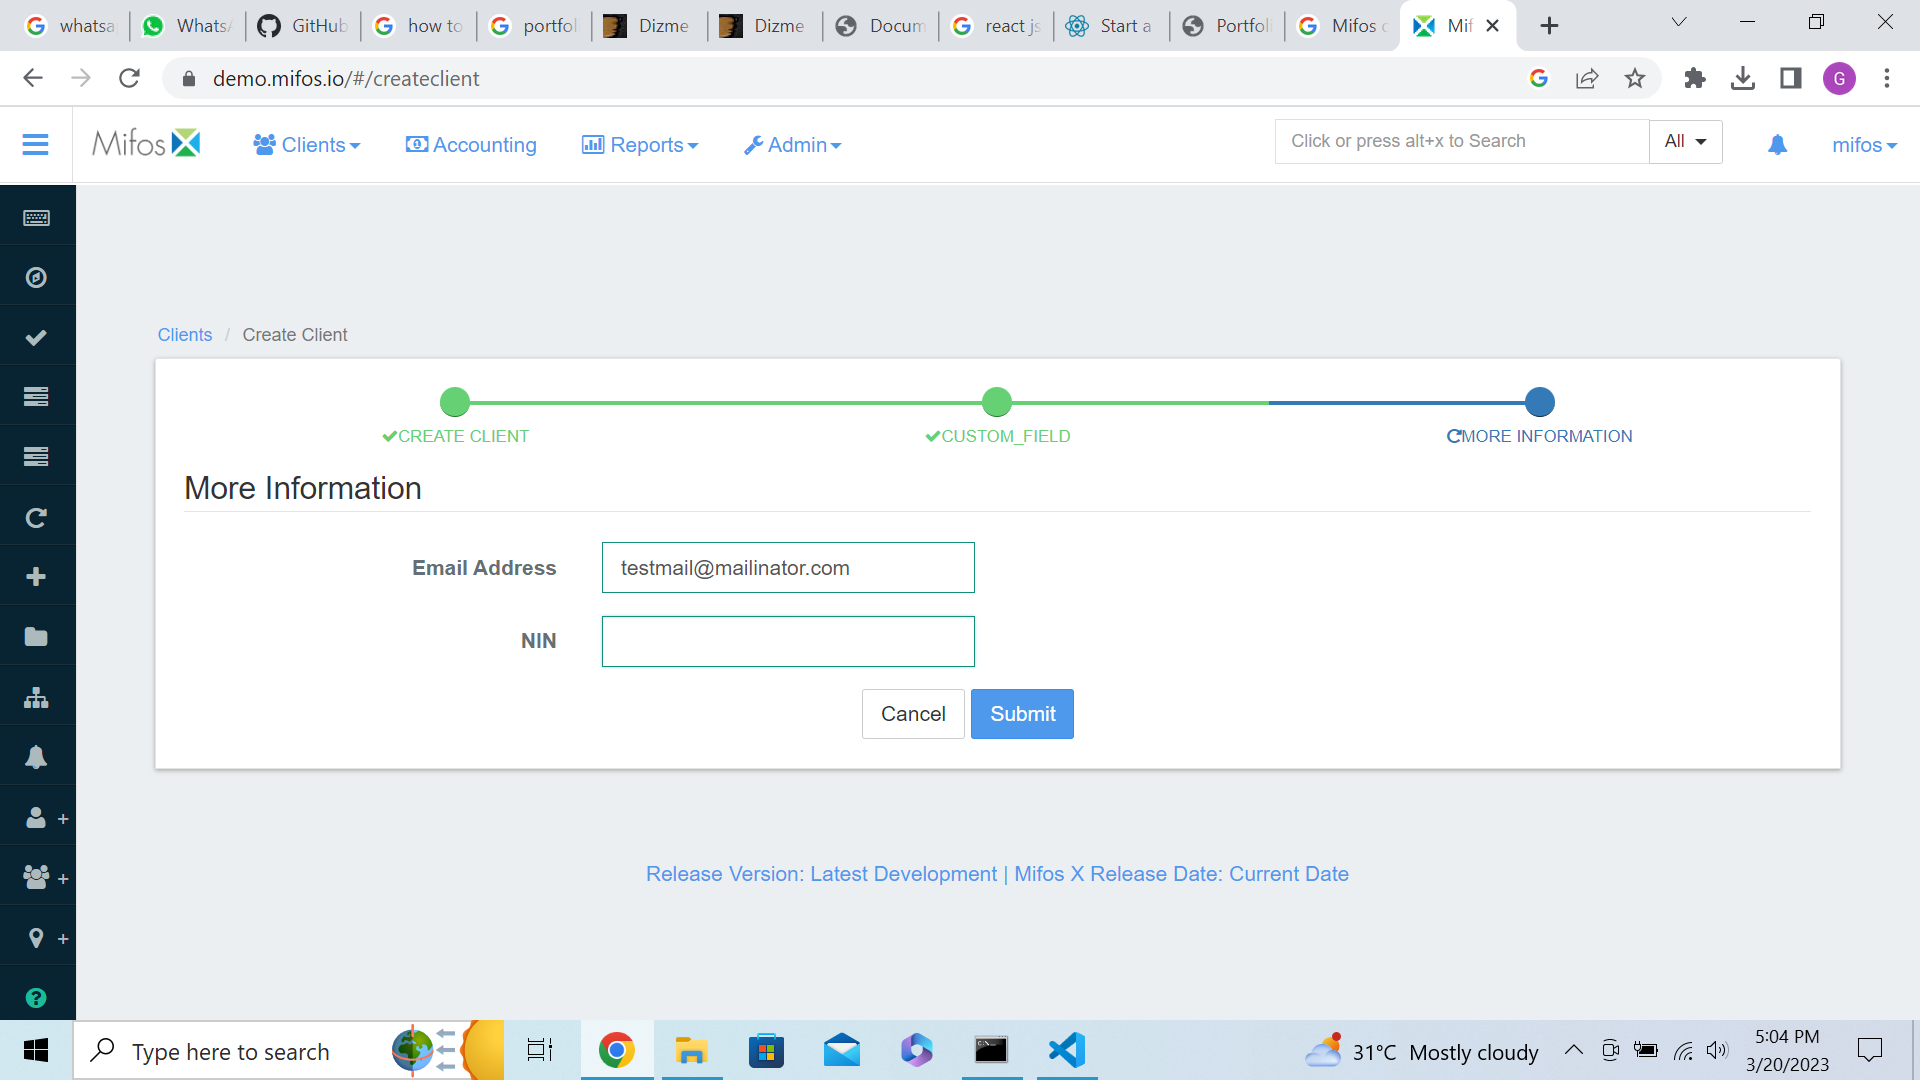 whatsa
WhatsA
GitHub
how to
portfol
Dizme
Dizme
Docum
react js
Start a
Portfoli
Mifos c
Mif
demo.mifos.io/#/createclient
G
Mifos
Clients
Accounting
Reports
Admin
Click or press alt+x to Search
All
mifos
Clients / Create Client
CREATE CLIENT
CUSTOM_FIELD
MORE INFORMATION
More Information
Email Address
testmail@mailinator.com
NIN
Cancel
Submit
Release Version: Latest Development | Mifos X Release Date: Current Date
Type here to search
31°C Mostly cloudy
5:04 PM
3/20/2023